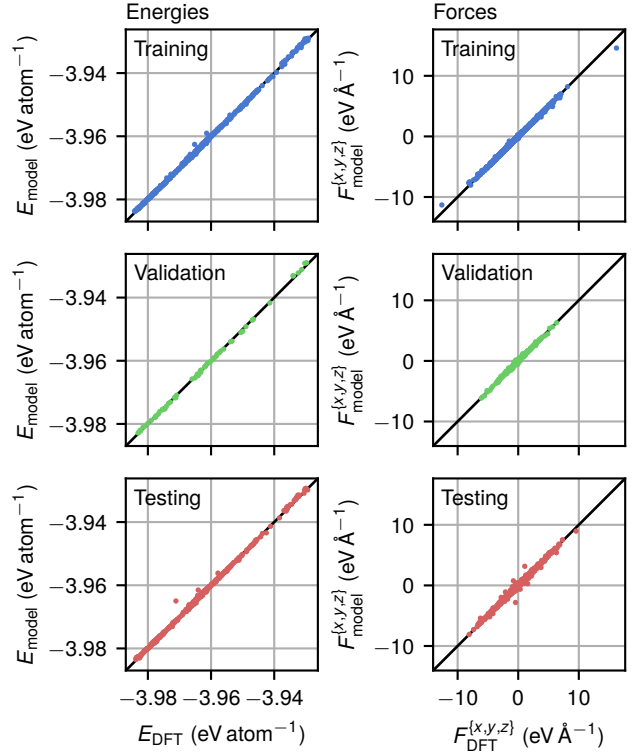 Energies
Forces
Training
−3.94
−3.96
−3.98
E_model (eV atom⁻¹)
Training
10
0
−10
F_model^{x,y,z} (eV Å⁻¹)
Validation
−3.94
−3.96
−3.98
E_model (eV atom⁻¹)
Validation
10
0
−10
F_model^{x,y,z} (eV Å⁻¹)
Testing
−3.94
−3.96
−3.98
E_model (eV atom⁻¹)
−3.98 −3.96 −3.94
E_DFT (eV atom⁻¹)
Testing
10
0
−10
F_model^{x,y,z} (eV Å⁻¹)
−10 0 10
F_DFT^{x,y,z} (eV Å⁻¹)